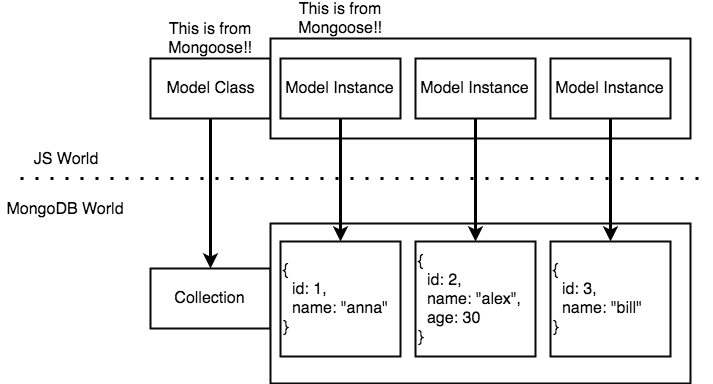 This is from
Mongoose!!
This is from
Mongoose!!
Model Class
Model Instance
Model Instance
Model Instance
JS World
MongoDB World
Collection
{
id: 1,
name: "anna"
}
{
id: 2,
name: "alex",
age: 30
}
{
id: 3,
name: "bill"
}